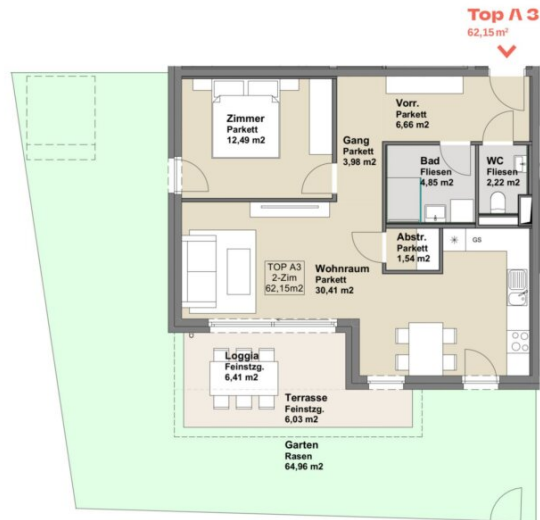 Top A 3
62,15 m²
Zimmer
Parkett
12,49 m2
Vorr.
Parkett
6,66 m2
Gang
Parkett
3,98 m2
Bad
Fliesen
4,85 m2
WC
Fliesen
2,22 m2
Abstr.
Parkett
1,54 m2
GS
TOP A3
2-Zim
62,15m2
Wohnraum
Parkett
30,41 m2
Loggia
Feinstzg.
6,41 m2
Terrasse
Feinstzg.
6,03 m2
Garten
Rasen
64,96 m2